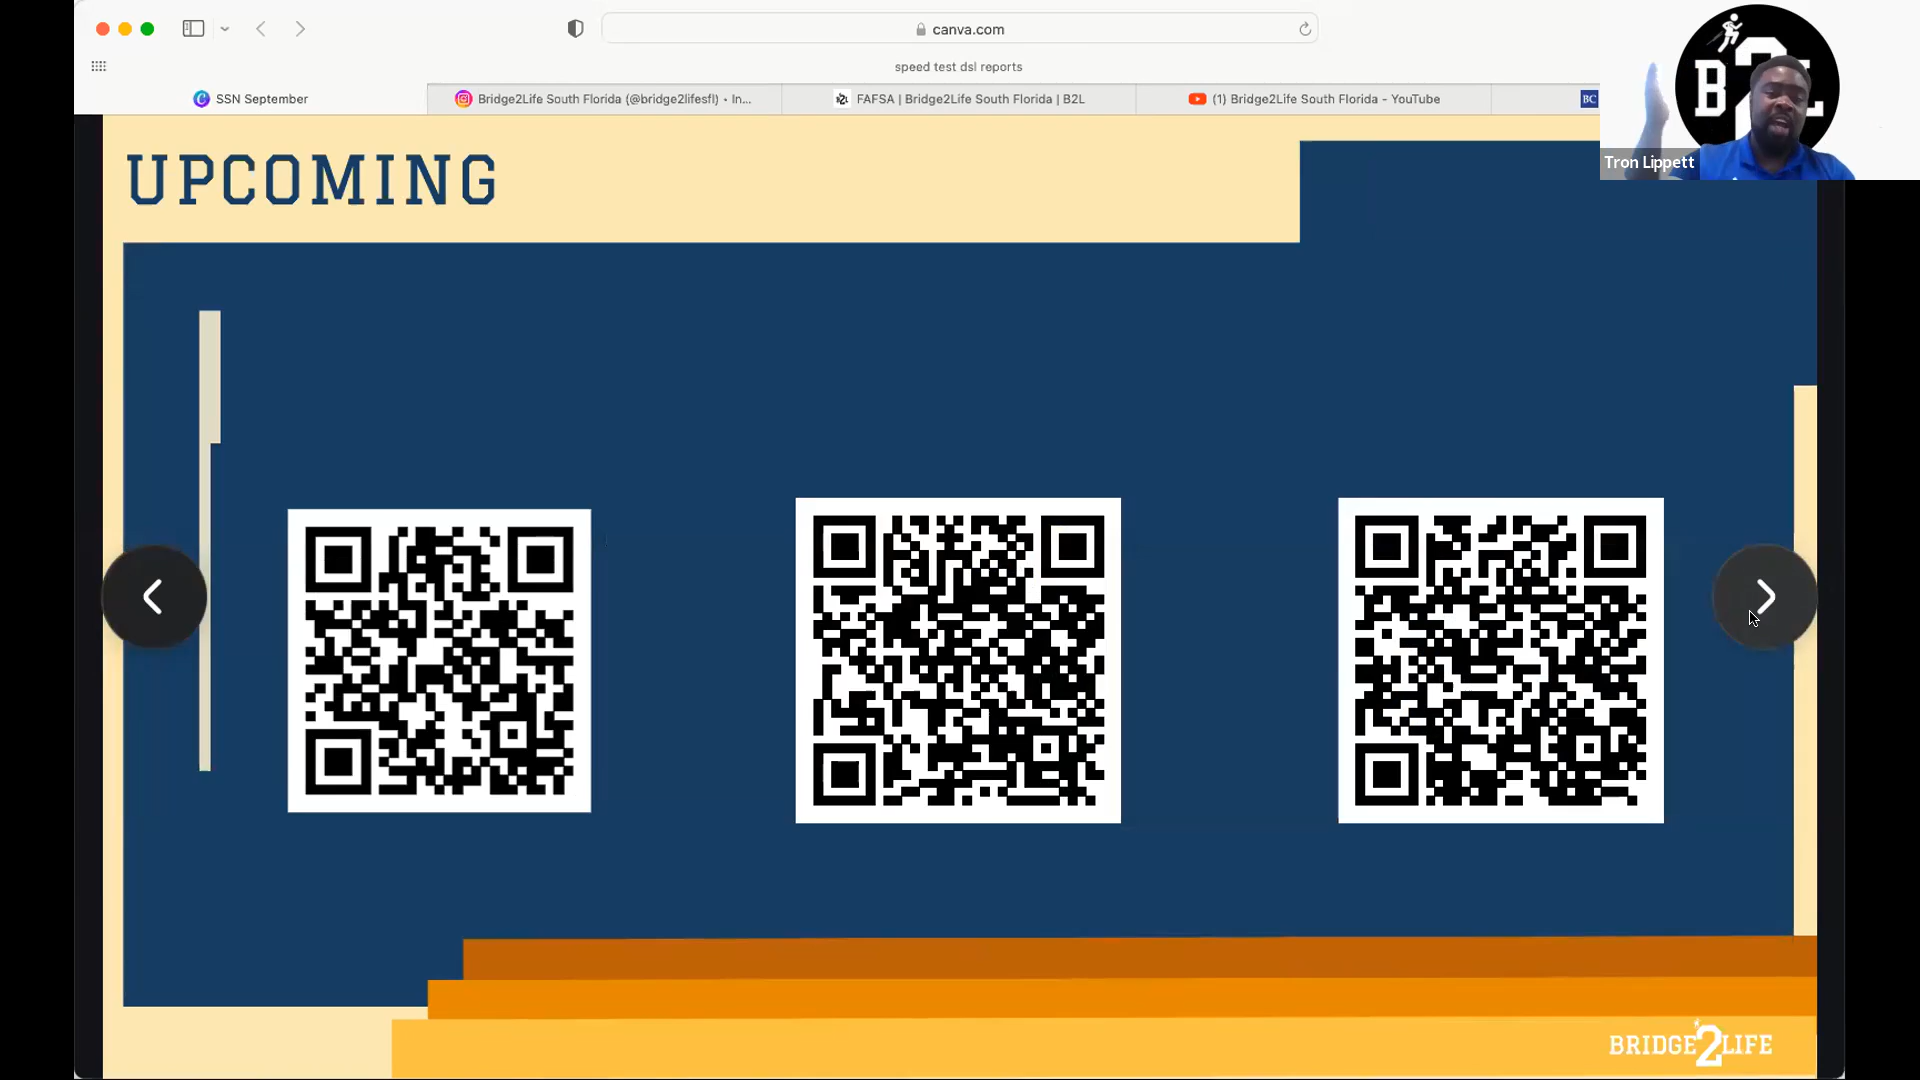 canva.com
speed test dsl reports
SSN September
Bridge2Life South Florida (@bridge2lifesfl) • In...
FAFSA | Bridge2Life South Florida | B2L
(1) Bridge2Life South Florida - YouTube
BC
B2L
Tron Lippett
UPCOMING
BRIDGE2LIFE